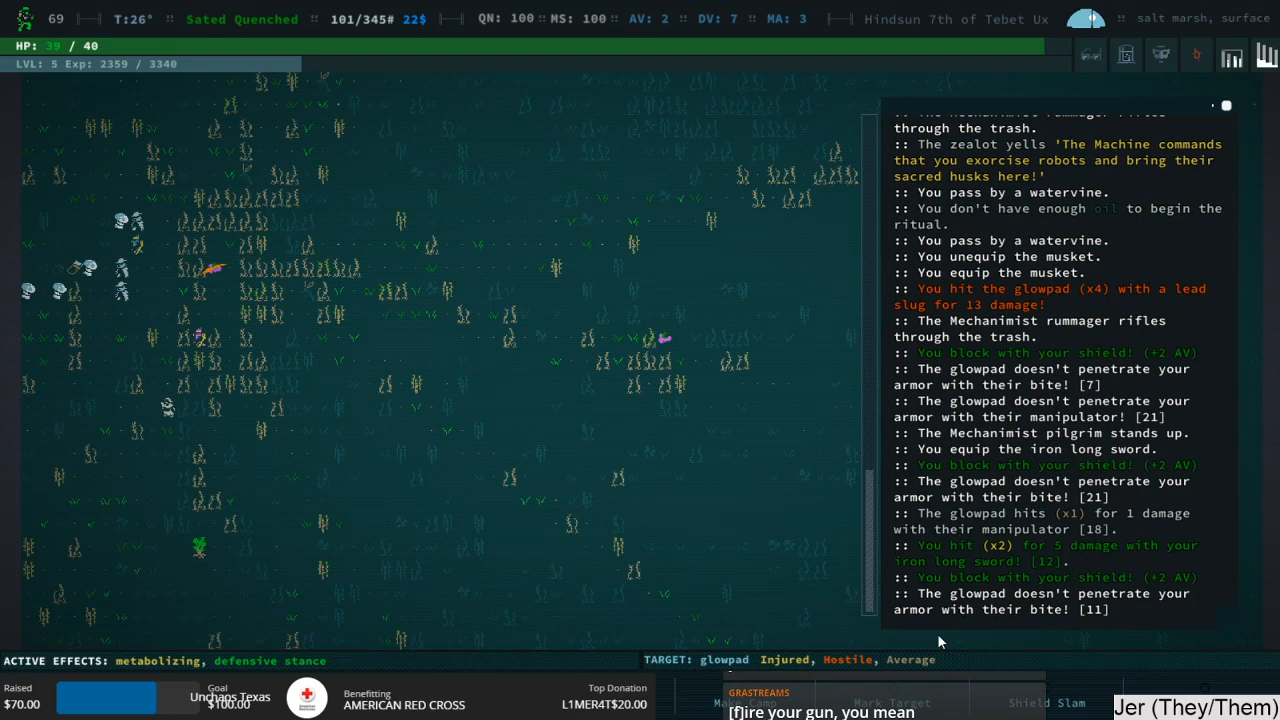 69 T:26° :: Sated Quenched :: 101/345# 22$ QN: 100 :: MS: 100 :: AV: 2 :: DV: 7 :: MA: 3 Hindsun 7th of Tebet Ux :: salt marsh, surface
HP: 39 / 40
LVL: 5 Exp: 2359 / 3340
through the trash.
:: The zealot yells 'The Machine commands
that you exorcise robots and bring their
sacred husks here!'
:: You pass by a watervine.
:: You don't have enough oil to begin the
ritual.
:: You pass by a watervine.
:: You unequip the musket.
:: You equip the musket.
:: You hit the glowpad (x4) with a lead
slug for 13 damage!
:: The Mechanimist rummager rifles
through the trash.
:: You block with your shield! (+2 AV)
:: The glowpad doesn't penetrate your
armor with their bite! [7]
:: The glowpad doesn't penetrate your
armor with their manipulator! [21]
:: The Mechanimist pilgrim stands up.
:: You equip the iron long sword.
:: You block with your shield! (+2 AV)
:: The glowpad doesn't penetrate your
armor with their bite! [21]
:: The glowpad hits (x1) for 1 damage
with their manipulator [18].
:: You hit (x2) for 5 damage with your
iron long sword! [12].
:: You block with your shield! (+2 AV)
:: The glowpad doesn't penetrate your
armor with their bite! [11]
ACTIVE EFFECTS: metabolizing, defensive stance
TARGET: glowpad Injured, Hostile, Average
Raised
$70.00
Goal
Unchaos Texas
Benefitting
AMERICAN RED CROSS
Top Donation
L1MER4T $20.00
GRASTREAMS
[f]ire your gun, you mean
Make Camp
Mark Target
Shield Slam
Jer (They/Them)